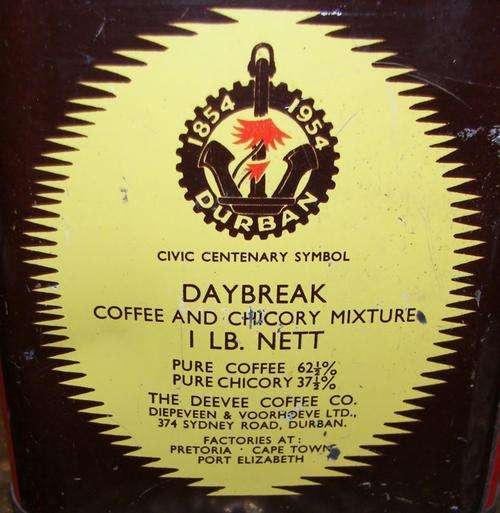 1854 1954
DURBAN
CIVIC CENTENARY SYMBOL
DAYBREAK
COFFEE AND CHICORY MIXTURE
1 LB. NETT
PURE COFFEE 62½%
PURE CHICORY 37½%
THE DEEVEE COFFEE CO.
DIEPEVEEN & VOORHOEVE LTD.,
374 SYDNEY ROAD, DURBAN.
FACTORIES AT:
PRETORIA · CAPE TOWN
PORT ELIZABETH